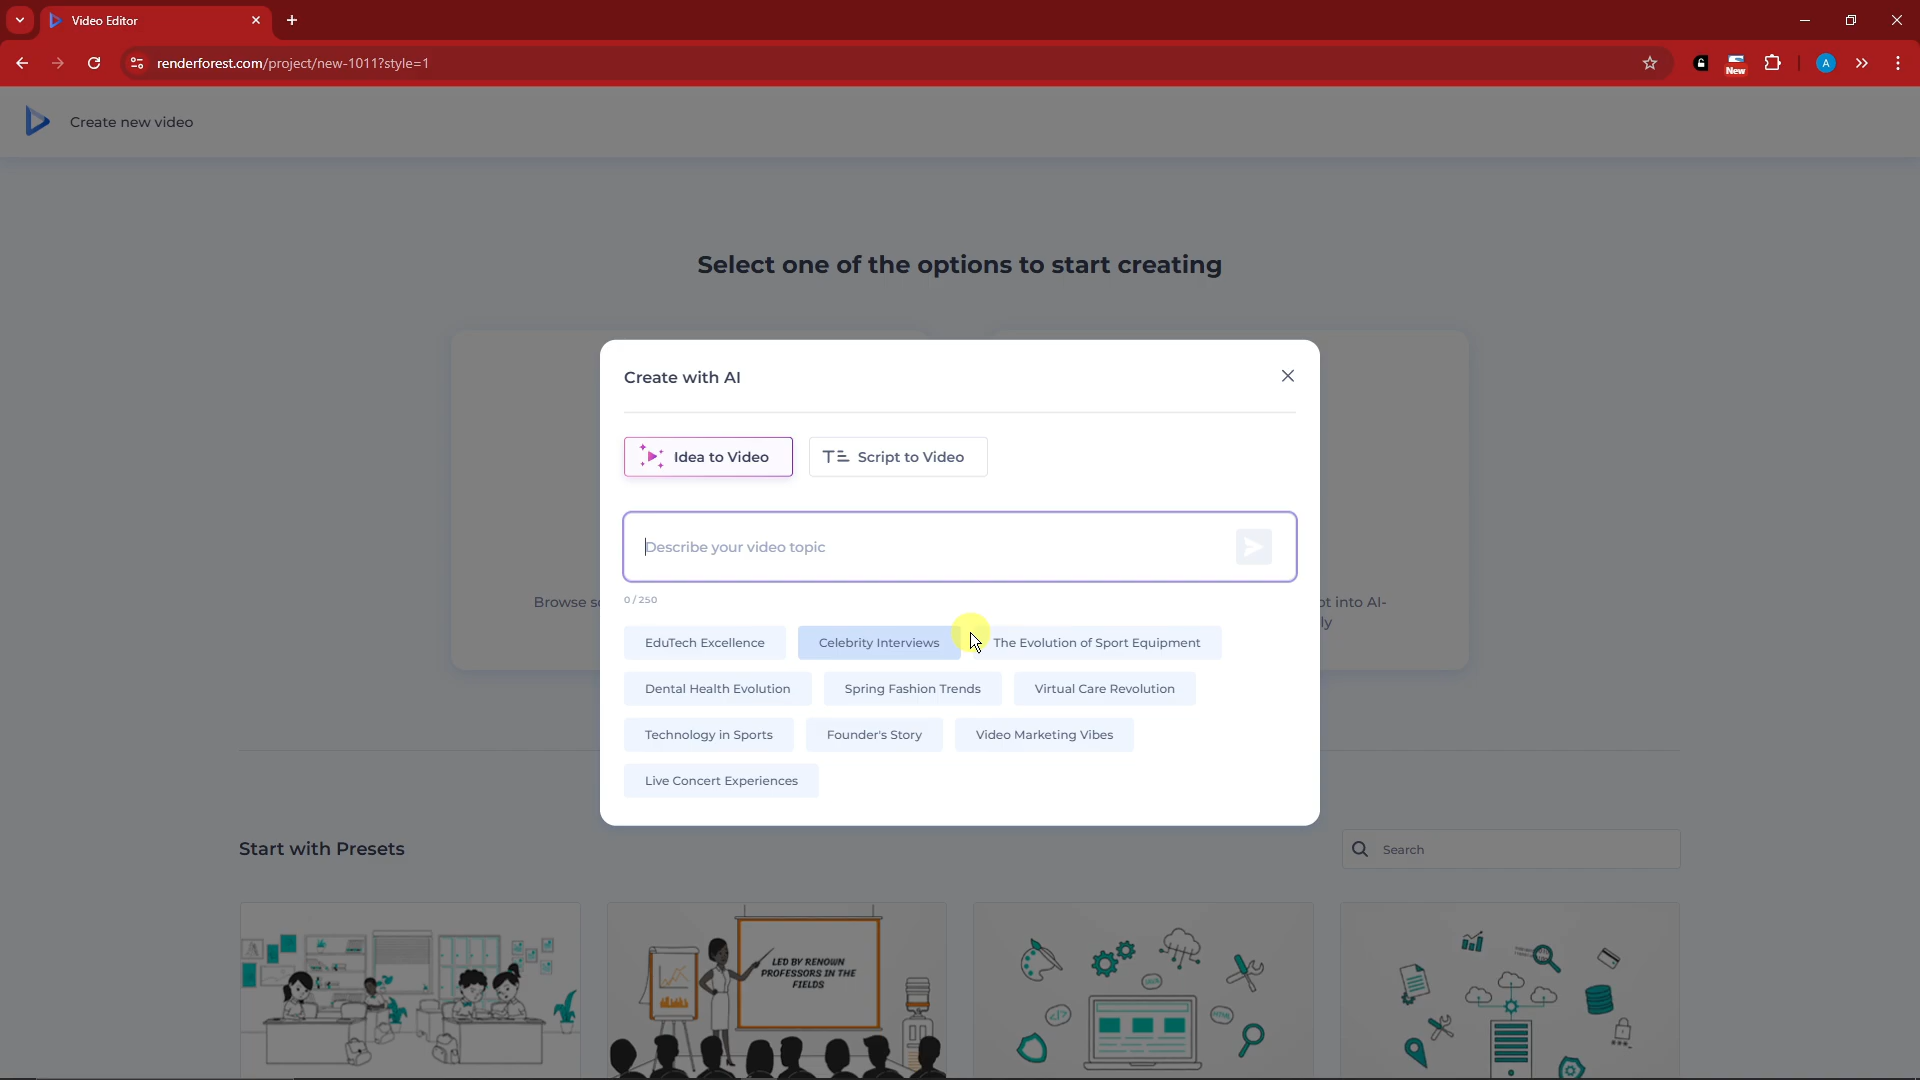 Video Editor
renderforest.com/project/new-1011?style=1
New
A
Create new video
Select one of the options to start creating
Create with AI
Idea to Video
Script to Video
Describe your video topic
Browse s
ot into AI-
ly
0 / 250
EduTech Excellence
Celebrity Interviews
The Evolution of Sport Equipment
Dental Health Evolution
Spring Fashion Trends
Virtual Care Revolution
Technology in Sports
Founder's Story
Video Marketing Vibes
Live Concert Experiences
Start with Presets
Search
LED BY RENOWN
PROFESSORS IN THE
FIELDS